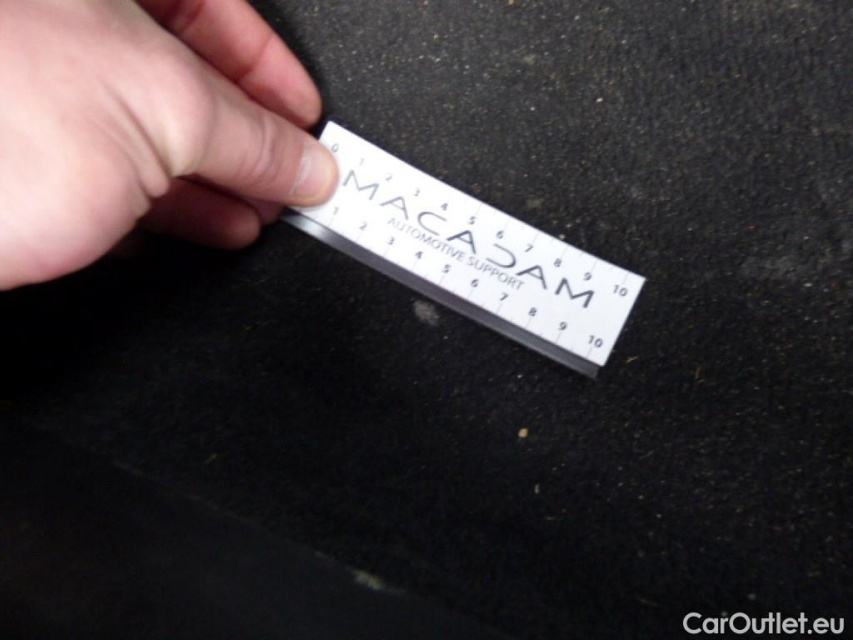 0 1 2 3 4 5 6 7 8 9 10
MACADAM
AUTOMOTIVE SUPPORT
1 2 3 4 5 6 7 8 9 10
CarOutlet.eu